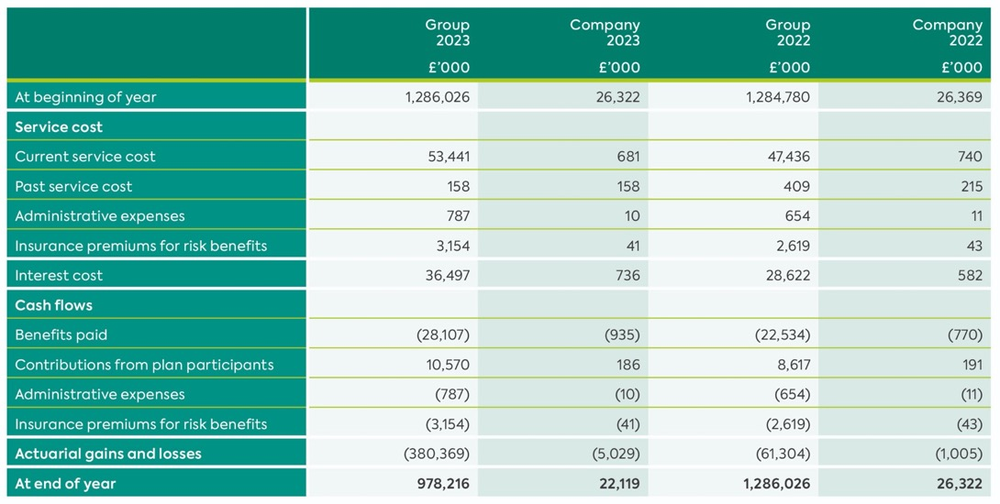 Group Company Group Company
2023 2023 2022 2022
£’000 £’000 £’000 £’000
At beginning of year 1,286,026 26,322 1,284,780 26,369
Service cost
Current service cost 53,441 681 47,436 740
Past service cost 158 158 409 215
Administrative expenses 787 10 654 11
Insurance premiums for risk benefits 3,154 41 2,619 43
Interest cost 36,497 736 28,622 582
Cash flows
Benefits paid (28,107) (935) (22,534) (770)
Contributions from plan participants 10,570 186 8,617 191
Administrative expenses (787) (10) (654) (11)
Insurance premiums for risk benefits (3,154) (41) (2,619) (43)
Actuarial gains and losses (380,369) (5,029) (61,304) (1,005)
At end of year 978,216 22,119 1,286,026 26,322